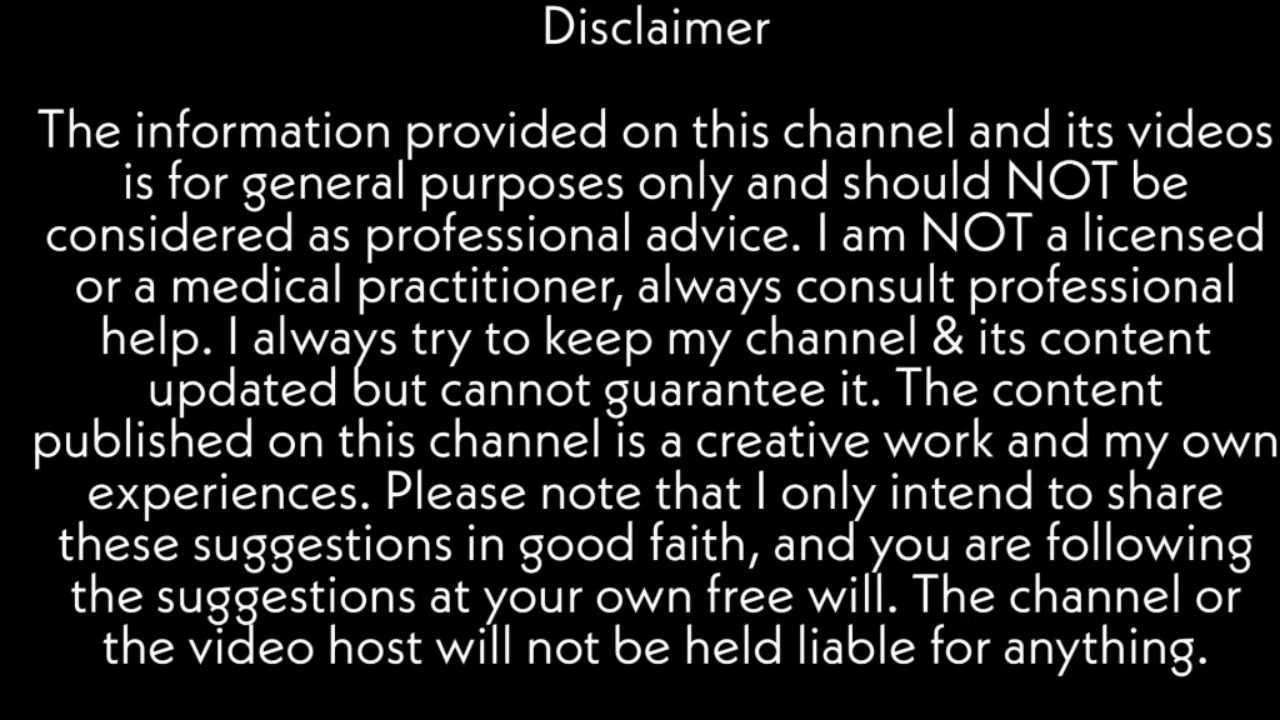 Disclaimer
The information provided on this channel and its videos
is for general purposes only and should NOT be
considered as professional advice. I am NOT a licensed
or a medical practitioner, always consult professional
help. I always try to keep my channel & its content
updated but cannot guarantee it. The content
published on this channel is a creative work and my own
experiences. Please note that I only intend to share
these suggestions in good faith, and you are following
the suggestions at your own free will. The channel or
the video host will not be held liable for anything.